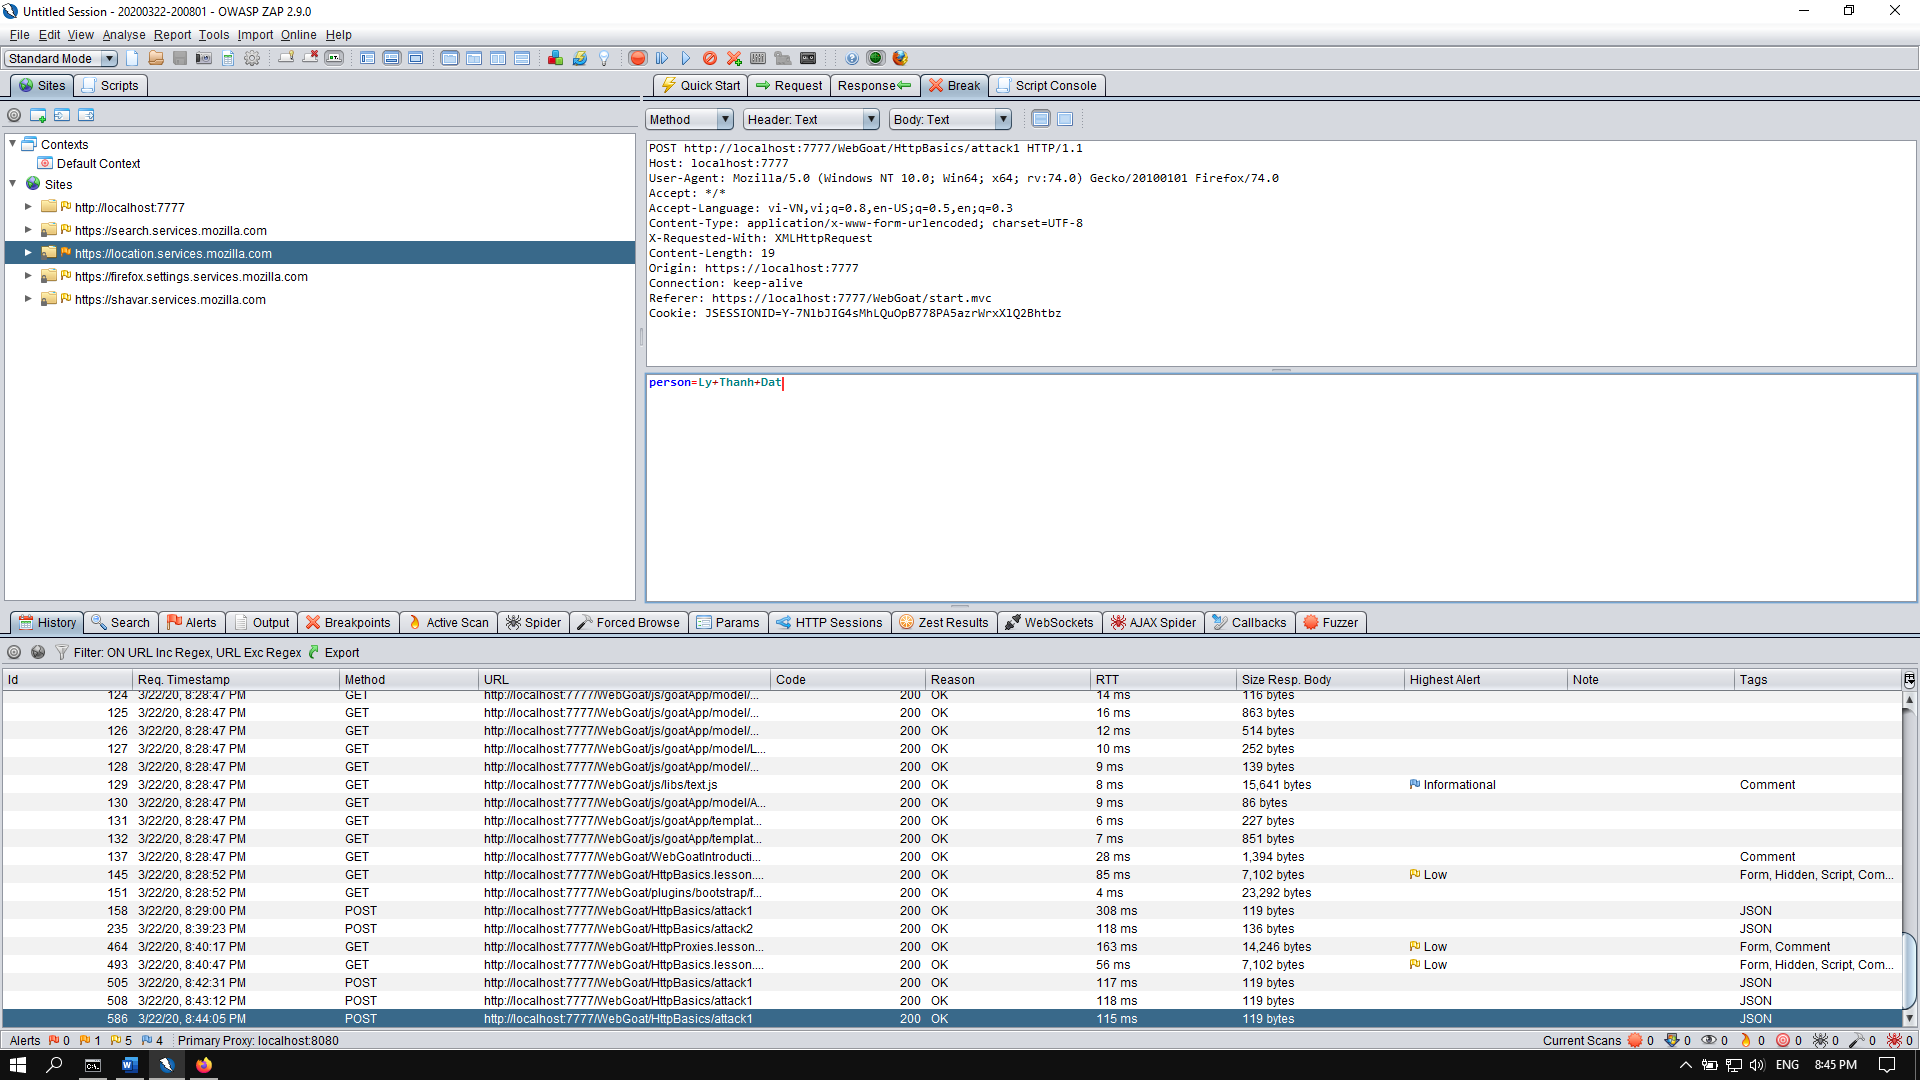 Untitled Session - 20200322-200801 - OWASP ZAP 2.9.0
File Edit View Analyse Report Tools Import Online Help
Standard Mode
Sites Scripts
Quick Start Request Response Break Script Console
Method Header: Text Body: Text
Contexts
Default Context
Sites
http://localhost:7777
https://search.services.mozilla.com
https://location.services.mozilla.com
https://firefox.settings.services.mozilla.com
https://shavar.services.mozilla.com
POST http://localhost:7777/WebGoat/HttpBasics/attack1 HTTP/1.1
Host: localhost:7777
User-Agent: Mozilla/5.0 (Windows NT 10.0; Win64; x64; rv:74.0) Gecko/20100101 Firefox/74.0
Accept: */*
Accept-Language: vi-VN,vi;q=0.8,en-US;q=0.5,en;q=0.3
Content-Type: application/x-www-form-urlencoded; charset=UTF-8
X-Requested-With: XMLHttpRequest
Content-Length: 19
Origin: https://localhost:7777
Connection: keep-alive
Referer: https://localhost:7777/WebGoat/start.mvc
Cookie: JSESSIONID=Y-7NlbJIG4sMhLQuOpB778PA5azrWrxXlQ2Bhtbz
person=Ly+Thanh+Dat
History Search Alerts Output Breakpoints Active Scan Spider Forced Browse Params HTTP Sessions Zest Results WebSockets AJAX Spider Callbacks Fuzzer
Filter: ON URL Inc Regex, URL Exc Regex Export
Id Req. Timestamp Method URL Code Reason RTT Size Resp. Body Highest Alert Note Tags
124 3/22/20, 8:28:47 PM GET http://localhost:7777/WebGoat/js/goatApp/model/... 200 OK 14 ms 116 bytes
125 3/22/20, 8:28:47 PM GET http://localhost:7777/WebGoat/js/goatApp/model/... 200 OK 16 ms 863 bytes
126 3/22/20, 8:28:47 PM GET http://localhost:7777/WebGoat/js/goatApp/model/... 200 OK 12 ms 514 bytes
127 3/22/20, 8:28:47 PM GET http://localhost:7777/WebGoat/js/goatApp/model/L... 200 OK 10 ms 252 bytes
128 3/22/20, 8:28:47 PM GET http://localhost:7777/WebGoat/js/goatApp/model/... 200 OK 9 ms 139 bytes
129 3/22/20, 8:28:47 PM GET http://localhost:7777/WebGoat/js/libs/text.js 200 OK 8 ms 15,641 bytes Informational Comment
130 3/22/20, 8:28:47 PM GET http://localhost:7777/WebGoat/js/goatApp/model/A... 200 OK 9 ms 86 bytes
131 3/22/20, 8:28:47 PM GET http://localhost:7777/WebGoat/js/goatApp/templat... 200 OK 6 ms 227 bytes
132 3/22/20, 8:28:47 PM GET http://localhost:7777/WebGoat/js/goatApp/templat... 200 OK 7 ms 851 bytes
137 3/22/20, 8:28:47 PM GET http://localhost:7777/WebGoat/WebGoatIntroducti... 200 OK 28 ms 1,394 bytes Comment
145 3/22/20, 8:28:52 PM GET http://localhost:7777/WebGoat/HttpBasics.lesson.... 200 OK 85 ms 7,102 bytes Low Form, Hidden, Script, Com...
151 3/22/20, 8:28:52 PM GET http://localhost:7777/WebGoat/plugins/bootstrap/f... 200 OK 4 ms 23,292 bytes
158 3/22/20, 8:29:00 PM POST http://localhost:7777/WebGoat/HttpBasics/attack1 200 OK 308 ms 119 bytes JSON
235 3/22/20, 8:39:23 PM POST http://localhost:7777/WebGoat/HttpBasics/attack2 200 OK 118 ms 136 bytes JSON
464 3/22/20, 8:40:17 PM GET http://localhost:7777/WebGoat/HttpProxies.lesson... 200 OK 163 ms 14,246 bytes Low Form, Comment
493 3/22/20, 8:40:47 PM GET http://localhost:7777/WebGoat/HttpBasics.lesson.... 200 OK 56 ms 7,102 bytes Low Form, Hidden, Script, Com...
505 3/22/20, 8:42:31 PM POST http://localhost:7777/WebGoat/HttpBasics/attack1 200 OK 117 ms 119 bytes JSON
508 3/22/20, 8:43:12 PM POST http://localhost:7777/WebGoat/HttpBasics/attack1 200 OK 118 ms 119 bytes JSON
586 3/22/20, 8:44:05 PM POST http://localhost:7777/WebGoat/HttpBasics/attack1 200 OK 115 ms 119 bytes JSON
Alerts 0 1 5 4 Primary Proxy: localhost:8080 Current Scans 0 0 0 0 0 0 0 0
ENG 8:45 PM